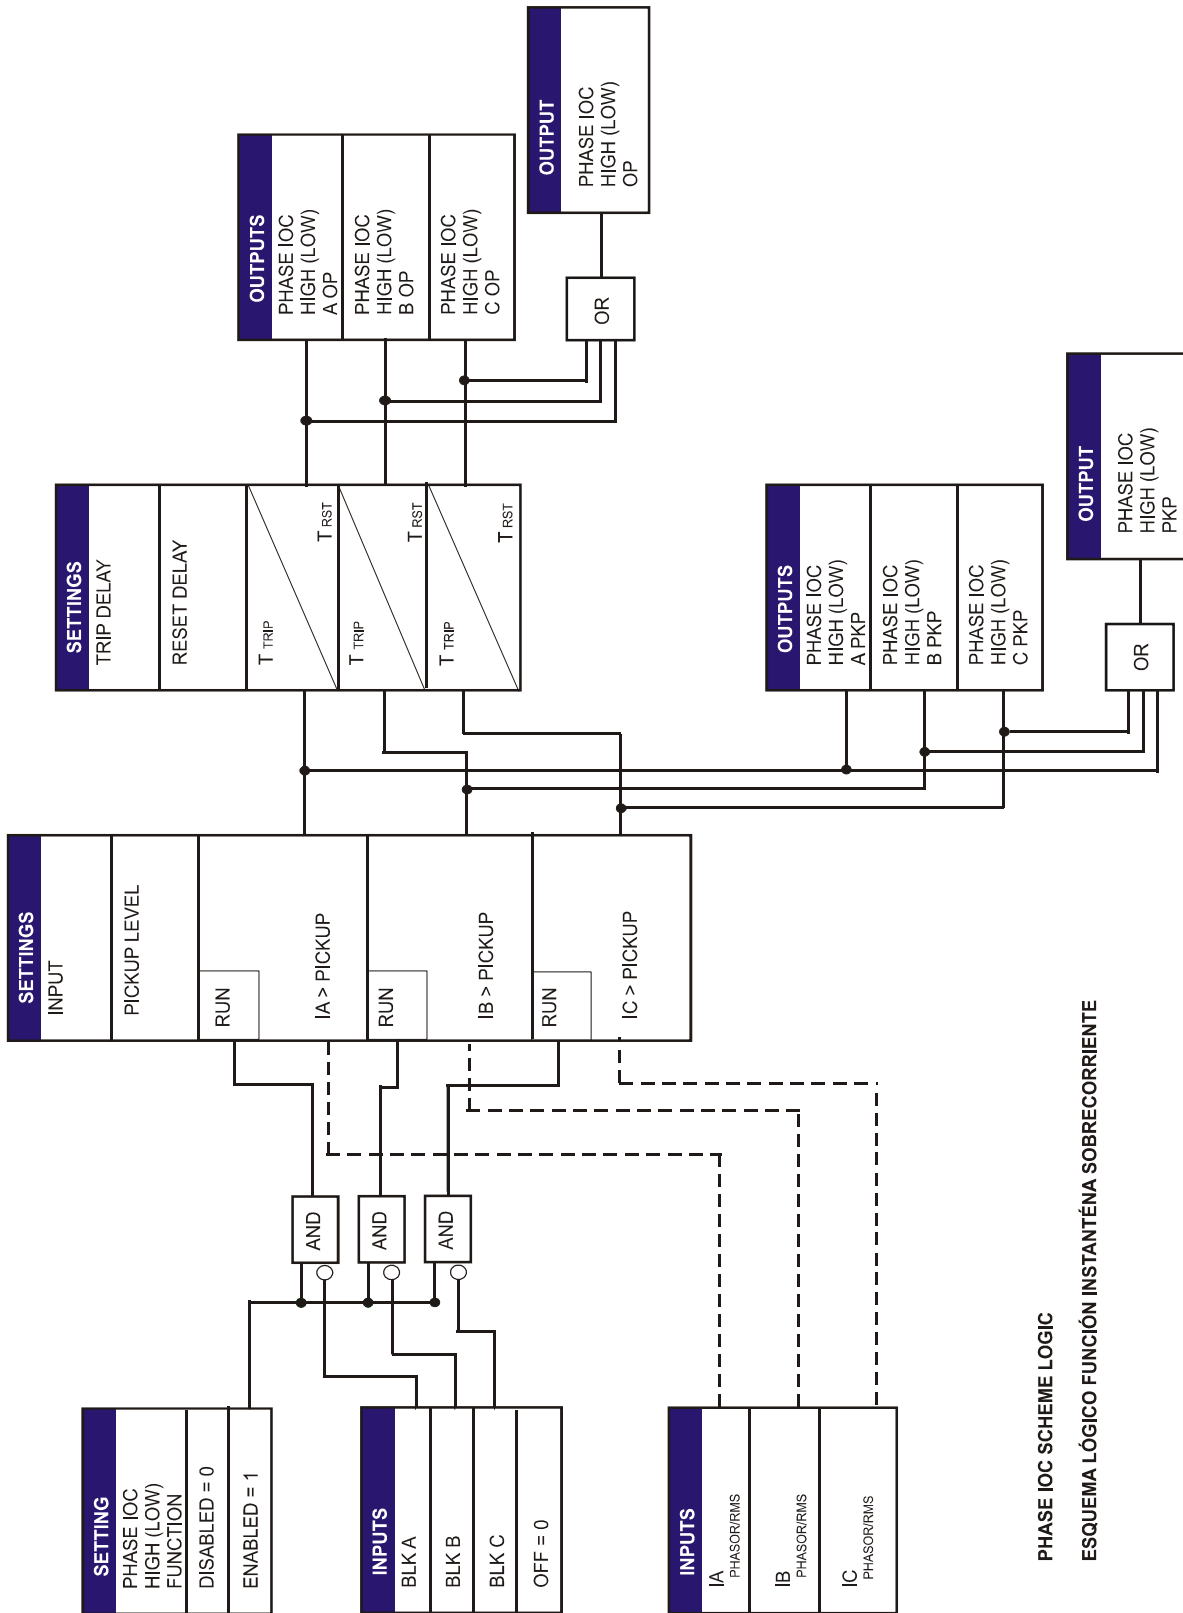 SETTING
PHASE IOC
HIGH (LOW)
FUNCTION
DISABLED = 0
ENABLED = 1
INPUTS
BLK A
BLK B
BLK C
OFF = 0
INPUTS
IA PHASOR/RMS
IB PHASOR/RMS
IC PHASOR/RMS
AND
AND
AND
SETTINGS
INPUT
PICKUP LEVEL
RUN
IA > PICKUP
RUN
IB > PICKUP
RUN
IC > PICKUP
SETTINGS
TRIP DELAY
RESET DELAY
T TRIP
T RST
T TRIP
T RST
T TRIP
T RST
OUTPUTS
PHASE IOC
HIGH (LOW)
A OP
PHASE IOC
HIGH (LOW)
B OP
PHASE IOC
HIGH (LOW)
C OP
OR
OUTPUT
PHASE IOC
HIGH (LOW)
OP
OUTPUTS
PHASE IOC
HIGH (LOW)
A PKP
PHASE IOC
HIGH (LOW)
B PKP
PHASE IOC
HIGH (LOW)
C PKP
OR
OUTPUT
PHASE IOC
HIGH (LOW)
PKP
PHASE IOC SCHEME LOGIC
ESQUEMA LÓGICO FUNCIÓN INSTANTÉNA SOBRECORRIENTE